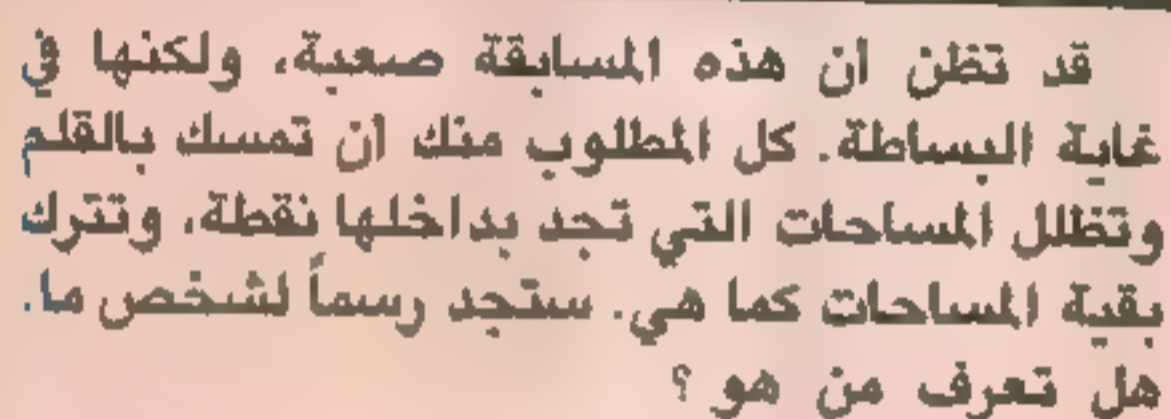 قد تظن ان هذه المسابقة صعبة، ولكنها في
غاية البساطة. كل المطلوب منك ان تمسك بالقلم
وتظلل المساحات التي تجد بداخلها نقطة، وتترك
بقية المساحات كما هي. ستجد رسماً لشخص ما.
هل تعرف من هو ؟